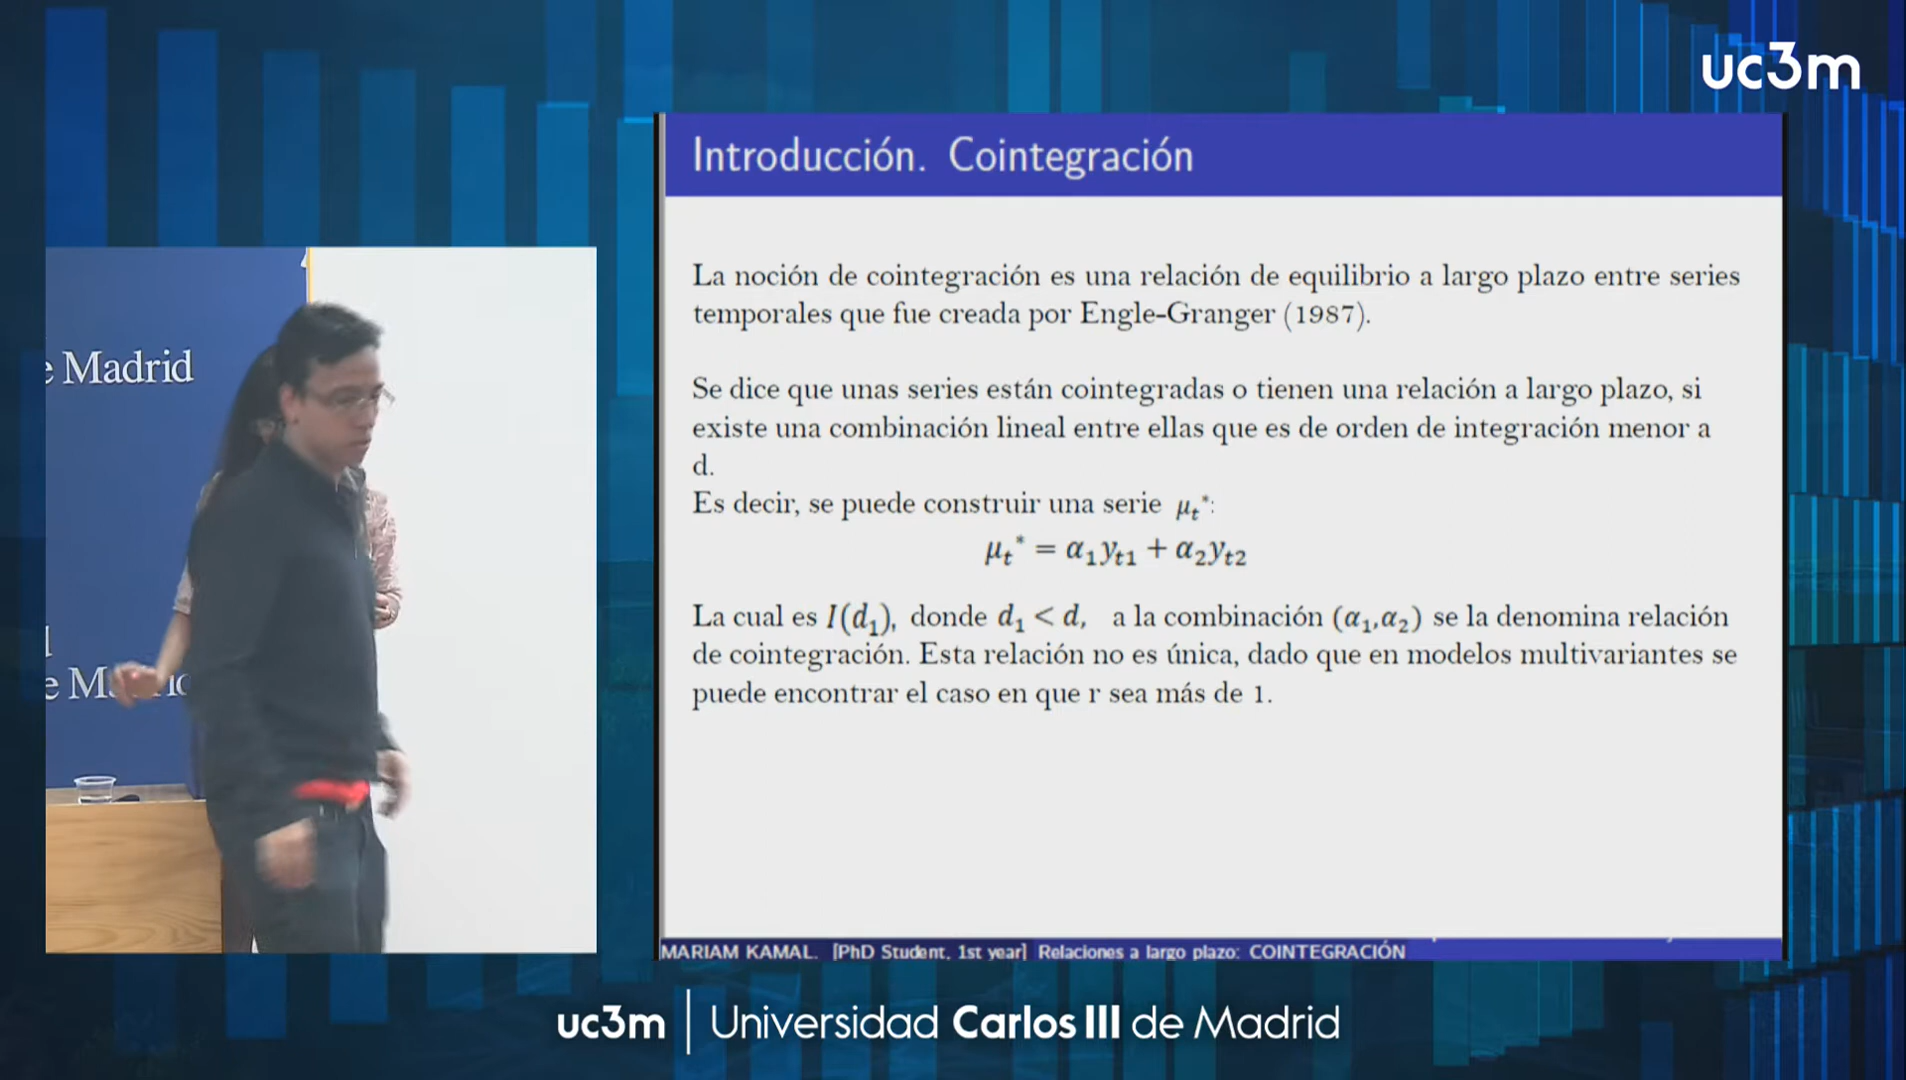 uc3m
Introducción. Cointegración
La noción de cointegración es una relación de equilibrio a largo plazo entre series
temporales que fue creada por Engle-Granger (1987).
Se dice que unas series están cointegradas o tienen una relación a largo plazo, si
existe una combinación lineal entre ellas que es de orden de integración menor a
d.
Es decir, se puede construir una serie μₜ*:
μₜ* = α₁yₜ₁ + α₂yₜ₂
La cual es I(d₁), donde d₁ < d, a la combinación (α₁,α₂) se la denomina relación
de cointegración. Esta relación no es única, dado que en modelos multivariantes se
puede encontrar el caso en que r sea más de 1.
MARIAM KAMAL. [PhD Student, 1st year] Relaciones a largo plazo: COINTEGRACIÓN
e Madrid
uc3m | Universidad Carlos III de Madrid